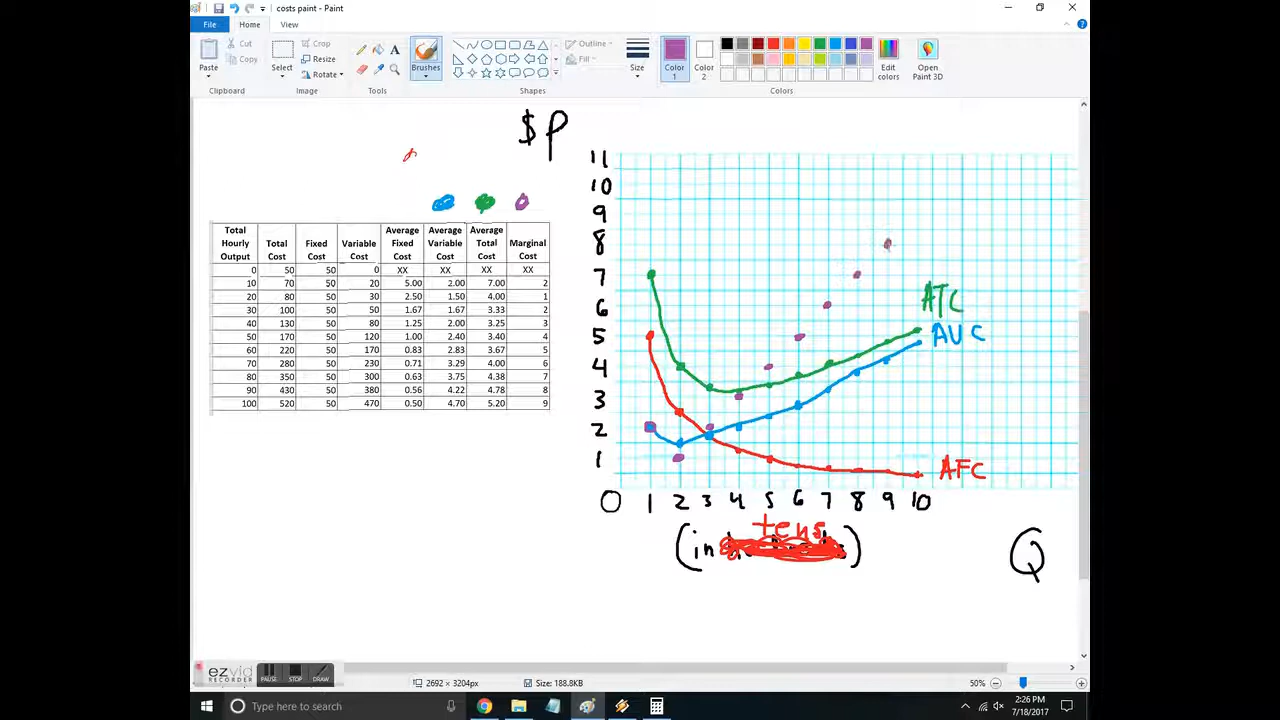 costs paint - Paint
File Home View
Paste
Cut
Copy
Clipboard
Select
Crop
Resize
Rotate
Image
Tools
Brushes
Shapes
Outline
Fill
Size
Color 1
Color 2
Colors
Edit colors
Open Paint 3D
$P
11
10
9
8
7
6
5
4
3
2
1
0 1 2 3 4 5 6 7 8 9 10
(in tens)
Q
ATC
AVC
AFC
Total Hourly Output Total Cost Fixed Cost Variable Cost Average Fixed Cost Average Variable Cost Average Total Cost Marginal Cost
0 50 50 0 XX XX XX XX
10 70 50 20 5.00 2.00 7.00 2
20 80 50 30 2.50 1.50 4.00 1
30 100 50 50 1.67 1.67 3.33 2
40 130 50 80 1.25 2.00 3.25 3
50 170 50 120 1.00 2.40 3.40 4
60 220 50 170 0.83 2.83 3.67 5
70 280 50 230 0.71 3.29 4.00 6
80 350 50 300 0.63 3.75 4.38 7
90 430 50 380 0.56 4.22 4.78 8
100 520 50 470 0.50 4.70 5.20 9
ezvid
RECORDER
PAUSE STOP DRAW
2692 × 3204px
Size: 188.8KB
50%
Type here to search
2:26 PM
7/18/2017